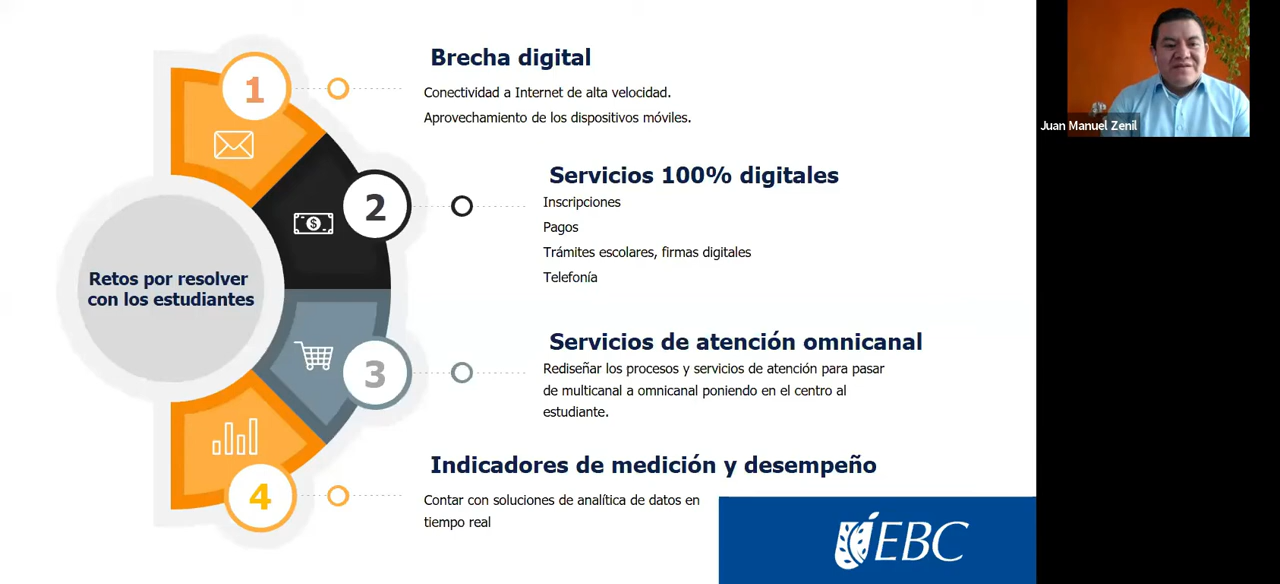 Retos por resolver
con los estudiantes
1
Brecha digital
Conectividad a Internet de alta velocidad.
Aprovechamiento de los dispositivos móviles.
2
Servicios 100% digitales
Inscripciones
Pagos
Trámites escolares, firmas digitales
Telefonía
3
Servicios de atención omnicanal
Rediseñar los procesos y servicios de atención para pasar
de multicanal a omnicanal poniendo en el centro al
estudiante.
4
Indicadores de medición y desempeño
Contar con soluciones de analítica de datos en
tiempo real
EBC
Juan Manuel Zenil